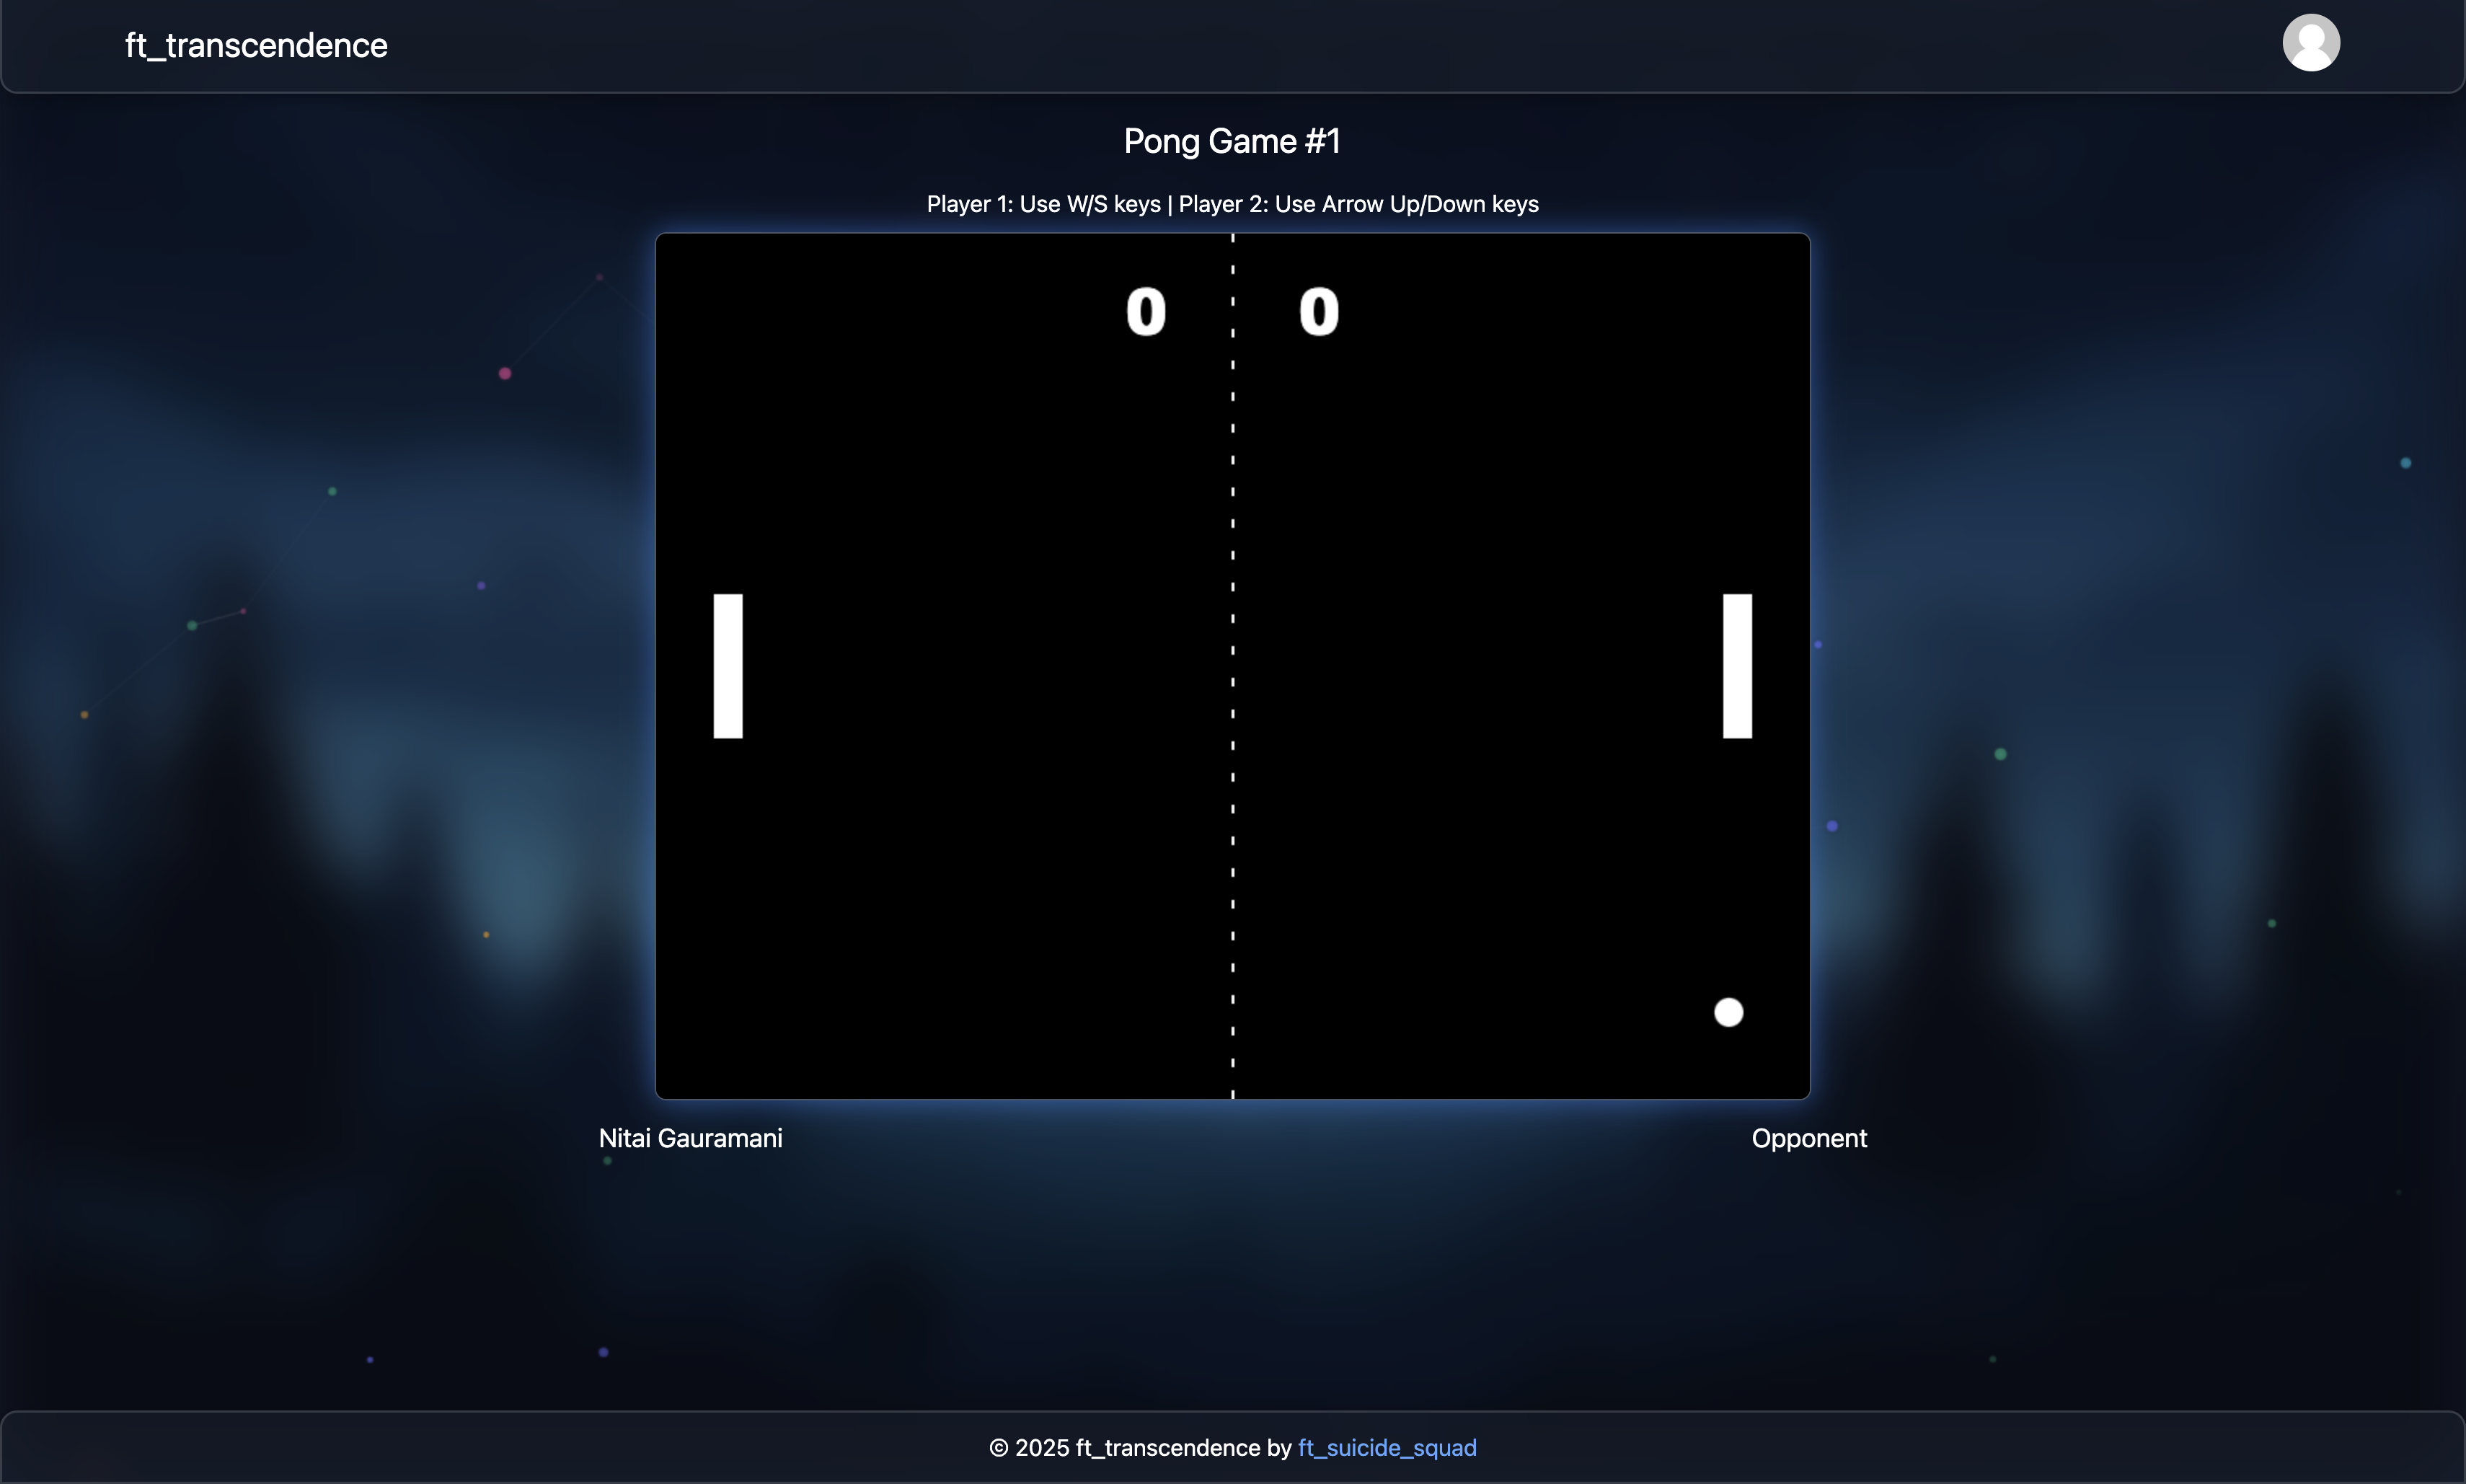 ft_transcendence
Pong Game #1
Player 1: Use W/S keys | Player 2: Use Arrow Up/Down keys
0 0
Nitai Gauramani Opponent
© 2025 ft_transcendence by ft_suicide_squad